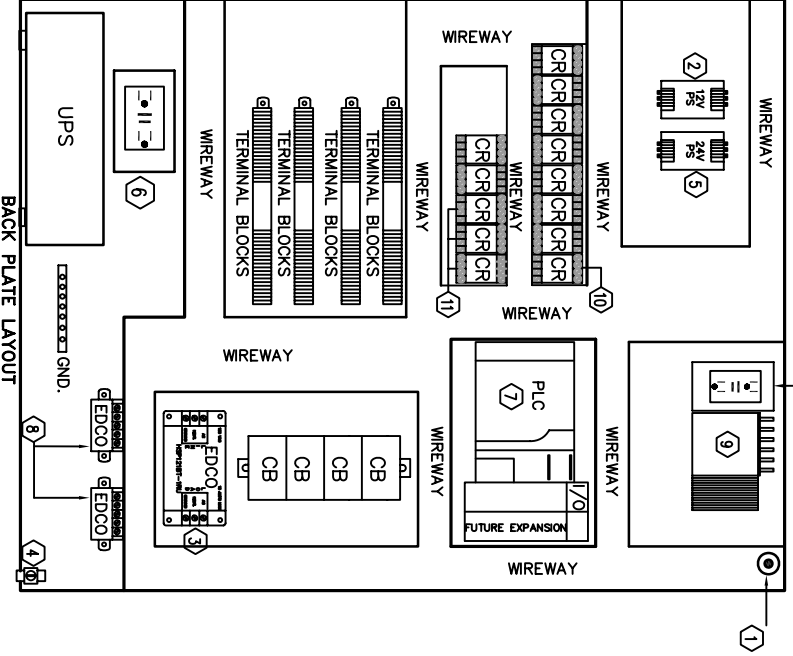 WIREWAY
WIREWAY
2
12V
PS
24V
PS
5
WIREWAY
CR
CR
CR
CR
CR
CR
CR
CR
10
WIREWAY
CR
CR
CR
CR
CR
11
WIREWAY
WIREWAY
TERMINAL BLOCKS
TERMINAL BLOCKS
TERMINAL BLOCKS
TERMINAL BLOCKS
WIREWAY
UPS
6
GND.
WIREWAY
WIREWAY
9
1
WIREWAY
PLC
7
I/O
FUTURE EXPANSION
WIREWAY
WIREWAY
CB
CB
CB
CB
EDCO
3
EDCO
EDCO
8
4
BACK PLATE LAYOUT